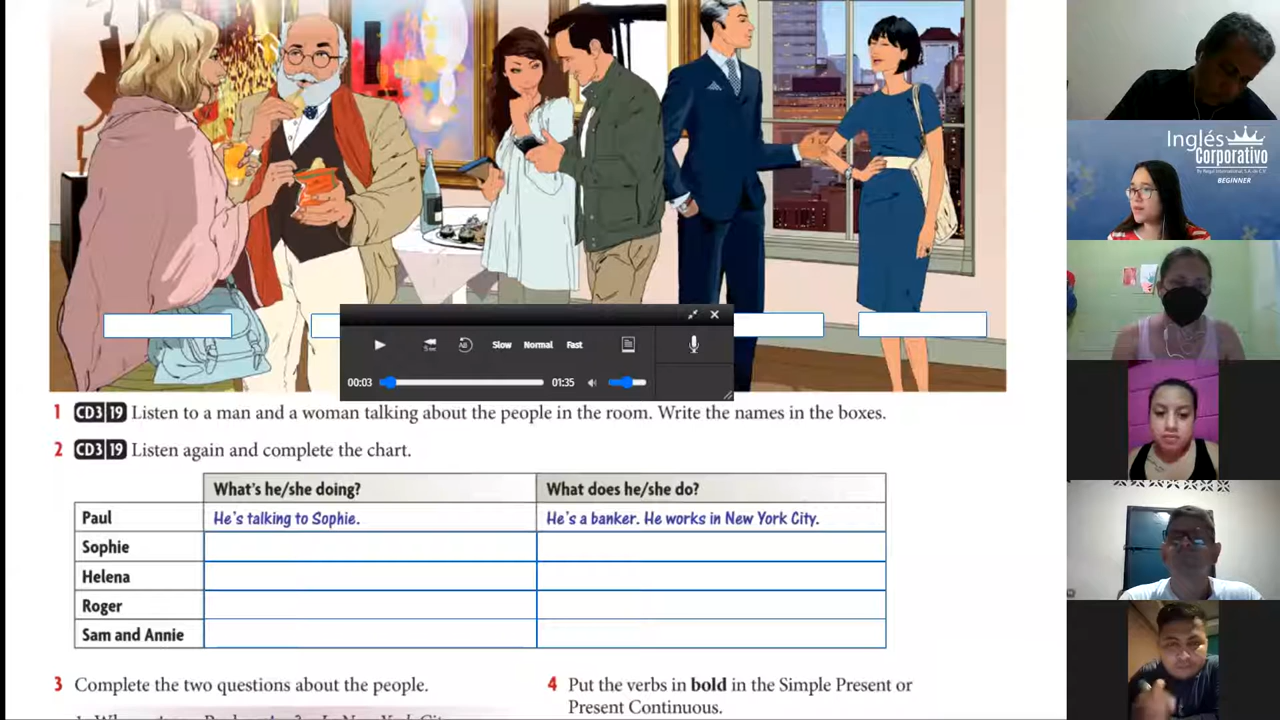 Inglés
Corporativo
BEGINNER
AB
Slow
Normal
Fast
00:03
01:35
1 CD3 19 Listen to a man and a woman talking about the people in the room. Write the names in the boxes.
2 CD3 19 Listen again and complete the chart.
What's he/she doing?
What does he/she do?
Paul
He's talking to Sophie.
He's a banker. He works in New York City.
Sophie
Helena
Roger
Sam and Annie
3 Complete the two questions about the people.
4 Put the verbs in bold in the Simple Present or
Present Continuous.